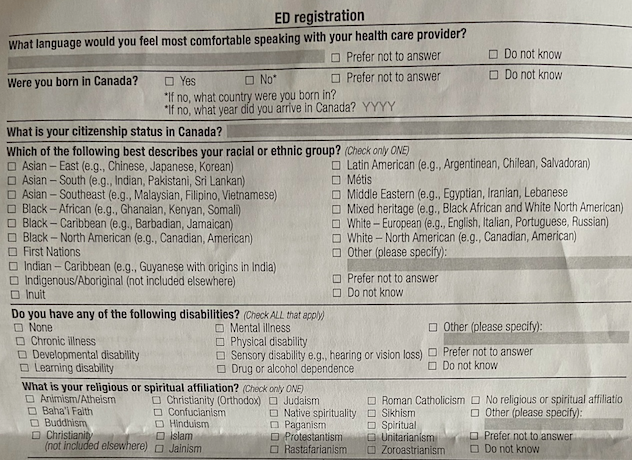 ED registration
What language would you feel most comfortable speaking with your health care provider?
☐ Prefer not to answer ☐ Do not know
Were you born in Canada? ☐ Yes ☐ No* ☐ Prefer not to answer ☐ Do not know
*If no, what country were you born in?
*If no, what year did you arrive in Canada? YYYY
What is your citizenship status in Canada?
Which of the following best describes your racial or ethnic group? (Check only ONE)
☐ Asian – East (e.g., Chinese, Japanese, Korean)
☐ Asian – South (e.g., Indian, Pakistani, Sri Lankan)
☐ Asian – Southeast (e.g., Malaysian, Filipino, Vietnamese)
☐ Black – African (e.g., Ghanaian, Kenyan, Somali)
☐ Black – Caribbean (e.g., Barbadian, Jamaican)
☐ Black – North American (e.g., Canadian, American)
☐ First Nations
☐ Indian – Caribbean (e.g., Guyanese with origins in India)
☐ Indigenous/Aboriginal (not included elsewhere)
☐ Inuit
☐ Latin American (e.g., Argentinean, Chilean, Salvadoran)
☐ Métis
☐ Middle Eastern (e.g., Egyptian, Iranian, Lebanese
☐ Mixed heritage (e.g., Black African and White North American)
☐ White – European (e.g., English, Italian, Portuguese, Russian)
☐ White – North American (e.g., Canadian, American)
☐ Other (please specify):
☐ Prefer not to answer
☐ Do not know
Do you have any of the following disabilities? (Check ALL that apply)
☐ None
☐ Chronic illness
☐ Developmental disability
☐ Learning disability
☐ Mental illness
☐ Physical disability
☐ Sensory disability e.g., hearing or vision loss)
☐ Drug or alcohol dependence
☐ Other (please specify):
☐ Prefer not to answer
☐ Do not know
What is your religious or spiritual affiliation? (Check only ONE)
☐ Animism/Atheism
☐ Baha'i Faith
☐ Buddhism
☐ Christianity
(not included elsewhere)
☐ Christianity (Orthodox)
☐ Confucianism
☐ Hinduism
☐ Islam
☐ Jainism
☐ Judaism
☐ Native spirituality
☐ Paganism
☐ Protestantism
☐ Rastafarianism
☐ Roman Catholicism
☐ Sikhism
☐ Spiritual
☐ Unitarianism
☐ Zoroastrianism
☐ No religious or spiritual affiliatio
☐ Other (please specify):
☐ Prefer not to answer
☐ Do not know